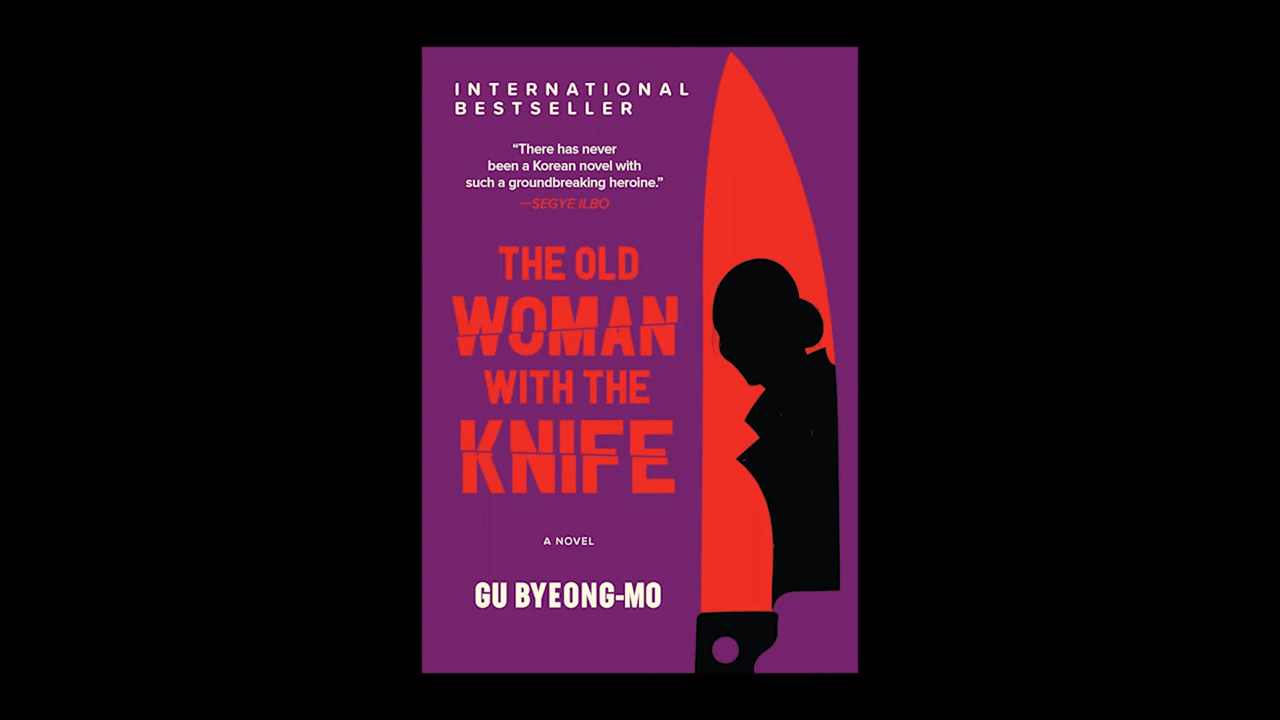 INTERNATIONAL
BESTSELLER
“There has never
been a Korean novel with
such a groundbreaking heroine.”
—SEGYE ILBO
THE OLD
WOMAN
WITH THE
KNIFE
A NOVEL
GU BYEONG-MO